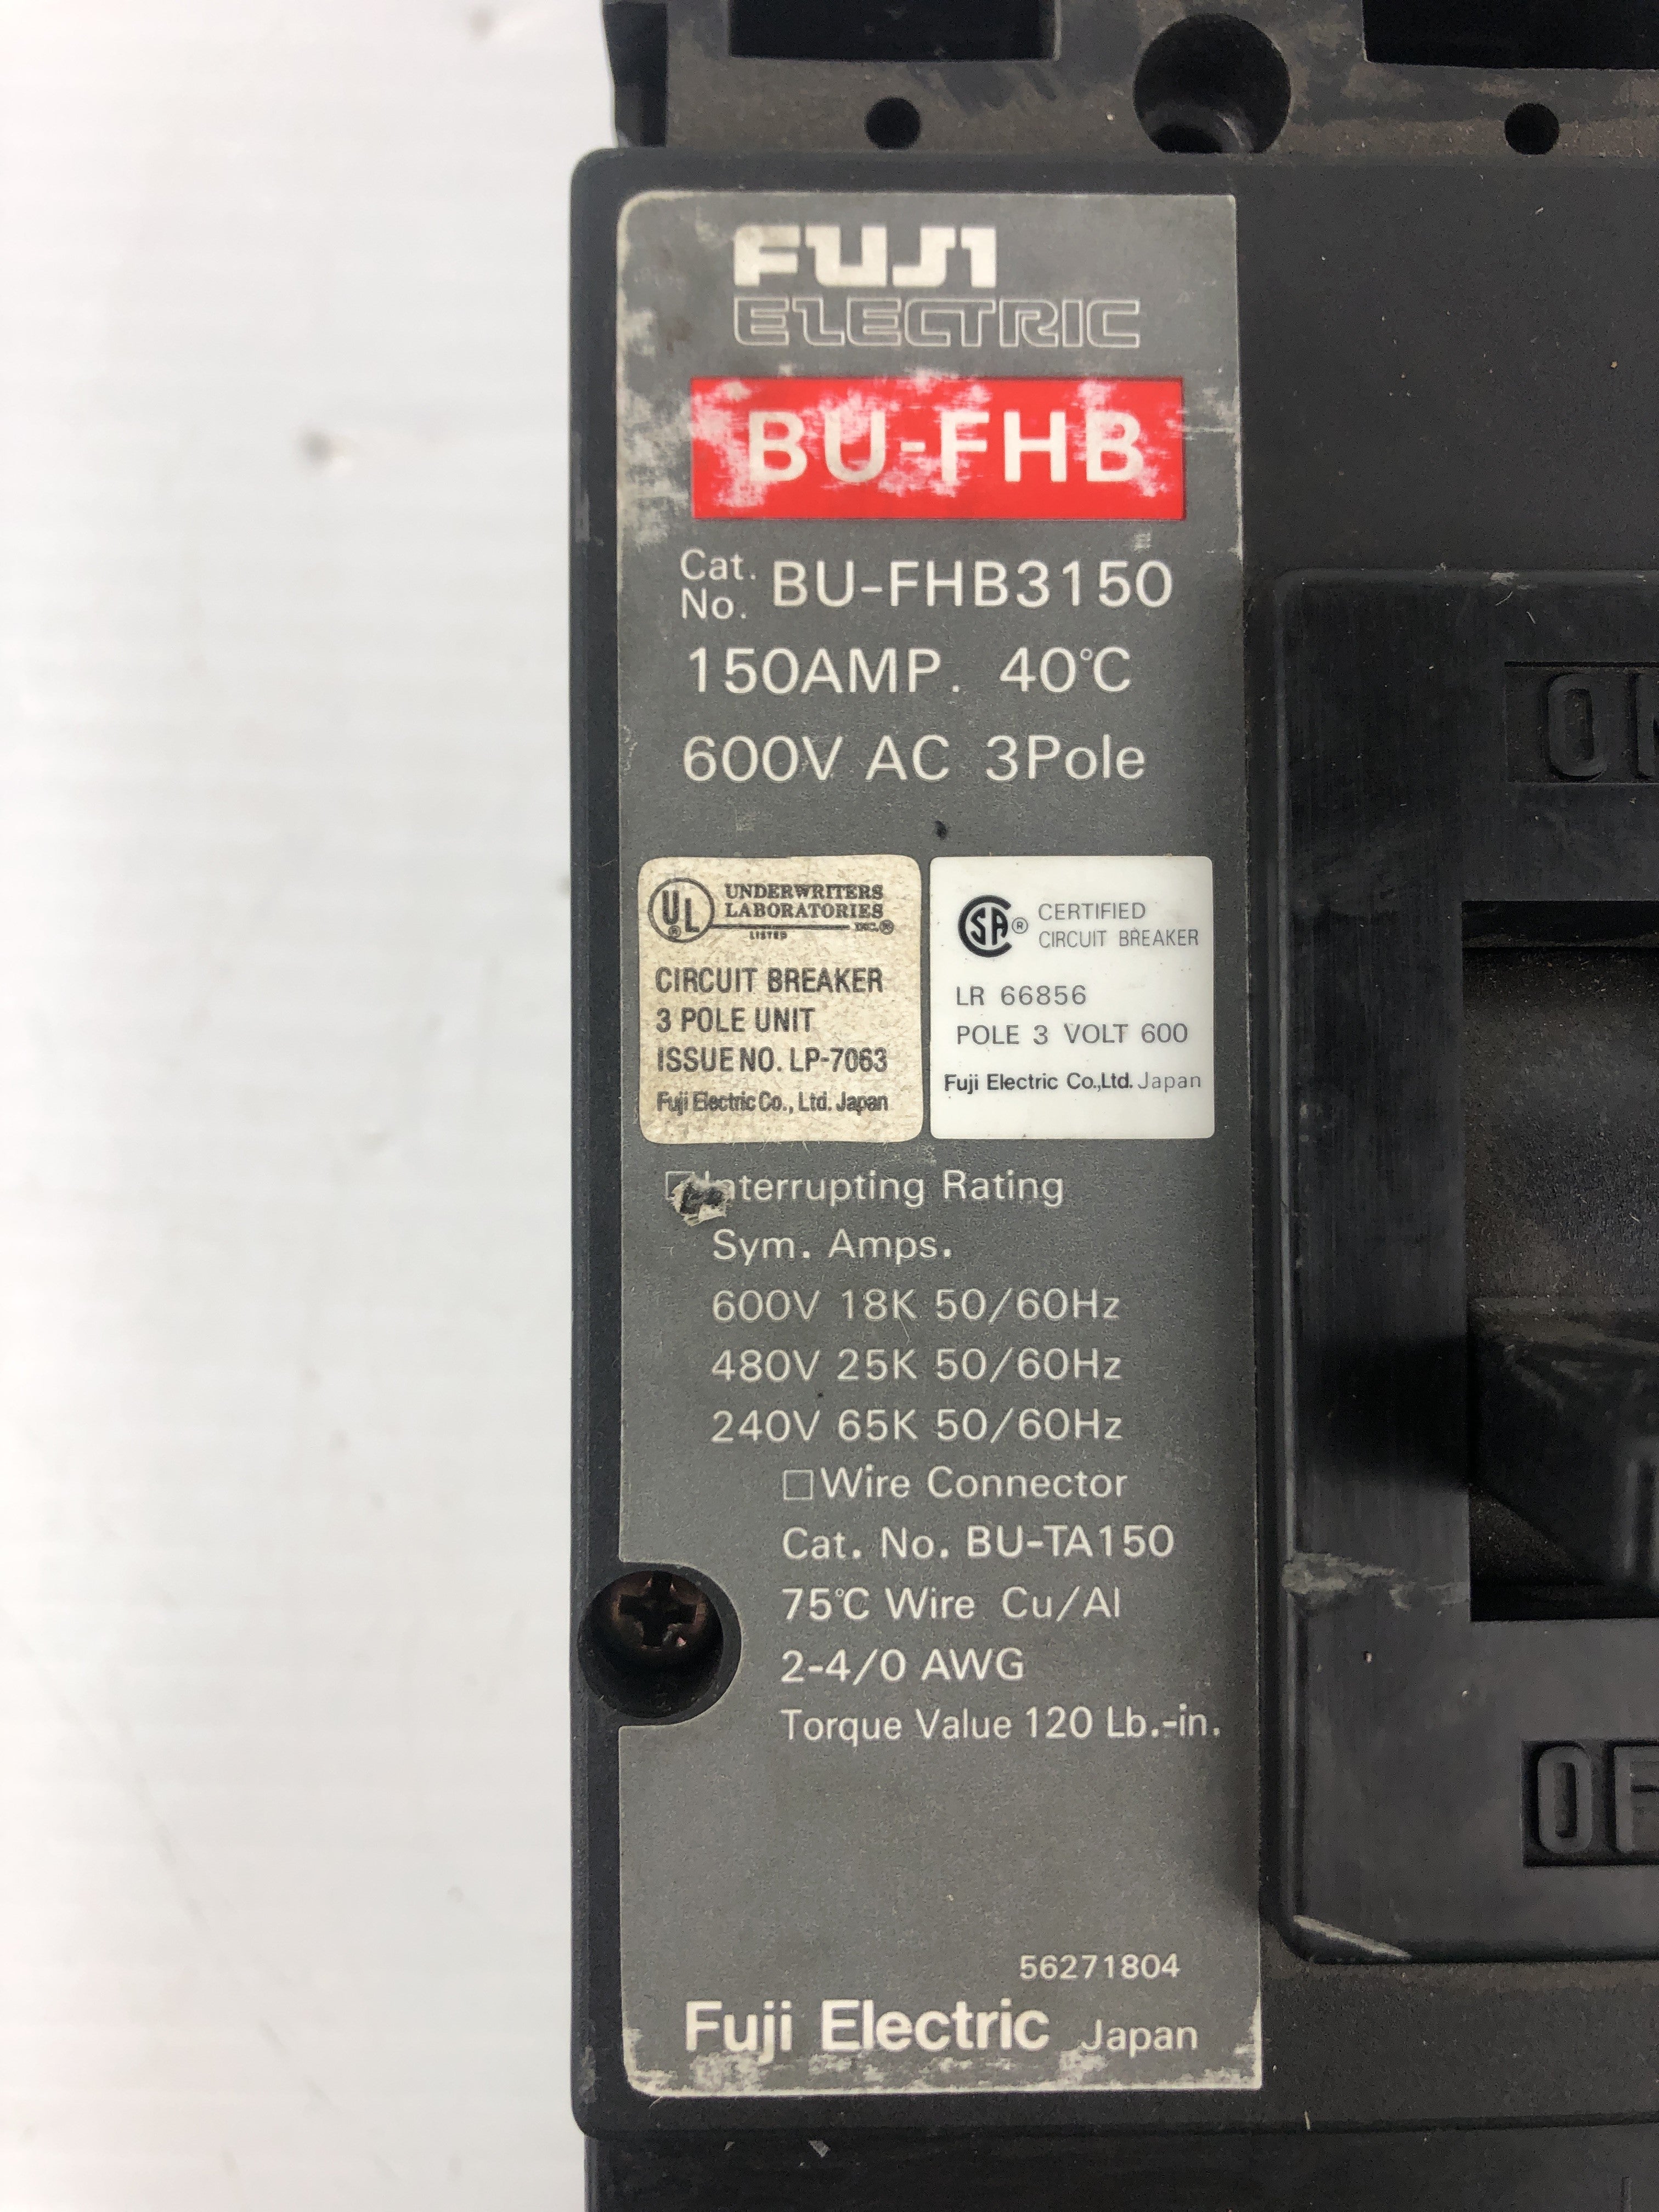 FUJI
ELECTRIC
BU-FHB
Cat. No. BU-FHB3150
150AMP. 40°C
600V AC 3Pole
UL® UNDERWRITERS
LABORATORIES INC.®
LISTED
CIRCUIT BREAKER
3 POLE UNIT
ISSUE NO. LP-7063
Fuji Electric Co., Ltd. Japan
SA® CERTIFIED
CIRCUIT BREAKER
LR 66856
POLE 3 VOLT 600
Fuji Electric Co.,Ltd. Japan
Interrupting Rating
Sym. Amps.
600V 18K 50/60Hz
480V 25K 50/60Hz
240V 65K 50/60Hz
□Wire Connector
Cat. No. BU-TA150
75°C Wire Cu/Al
2-4/0 AWG
Torque Value 120 Lb.-in.
56271804
Fuji Electric Japan